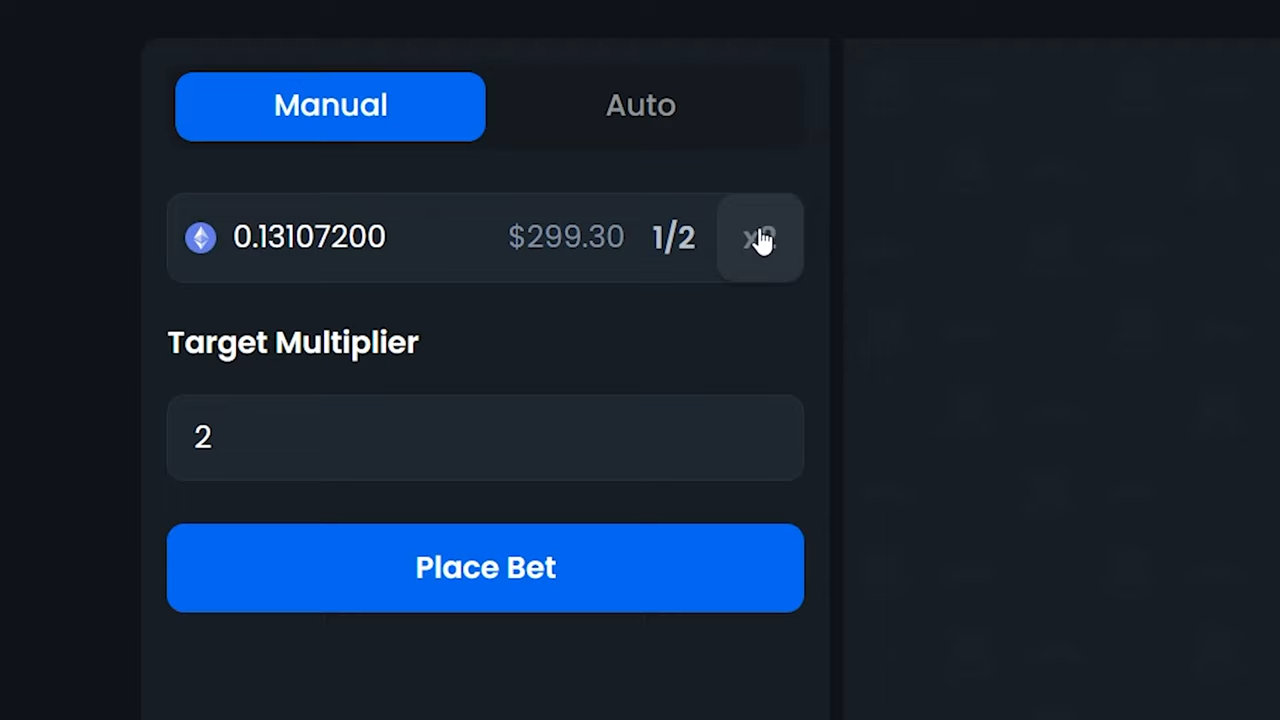 Manual Auto
0.13107200 $299.30 1/2
Target Multiplier
2
Place Bet